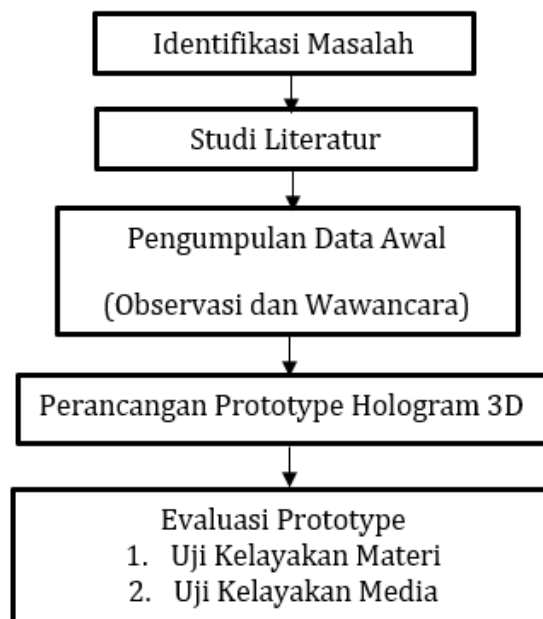 Identifikasi Masalah
Studi Literatur
Pengumpulan Data Awal
(Observasi dan Wawancara)
Perancangan Prototype Hologram 3D
Evaluasi Prototype
1. Uji Kelayakan Materi
2. Uji Kelayakan Media